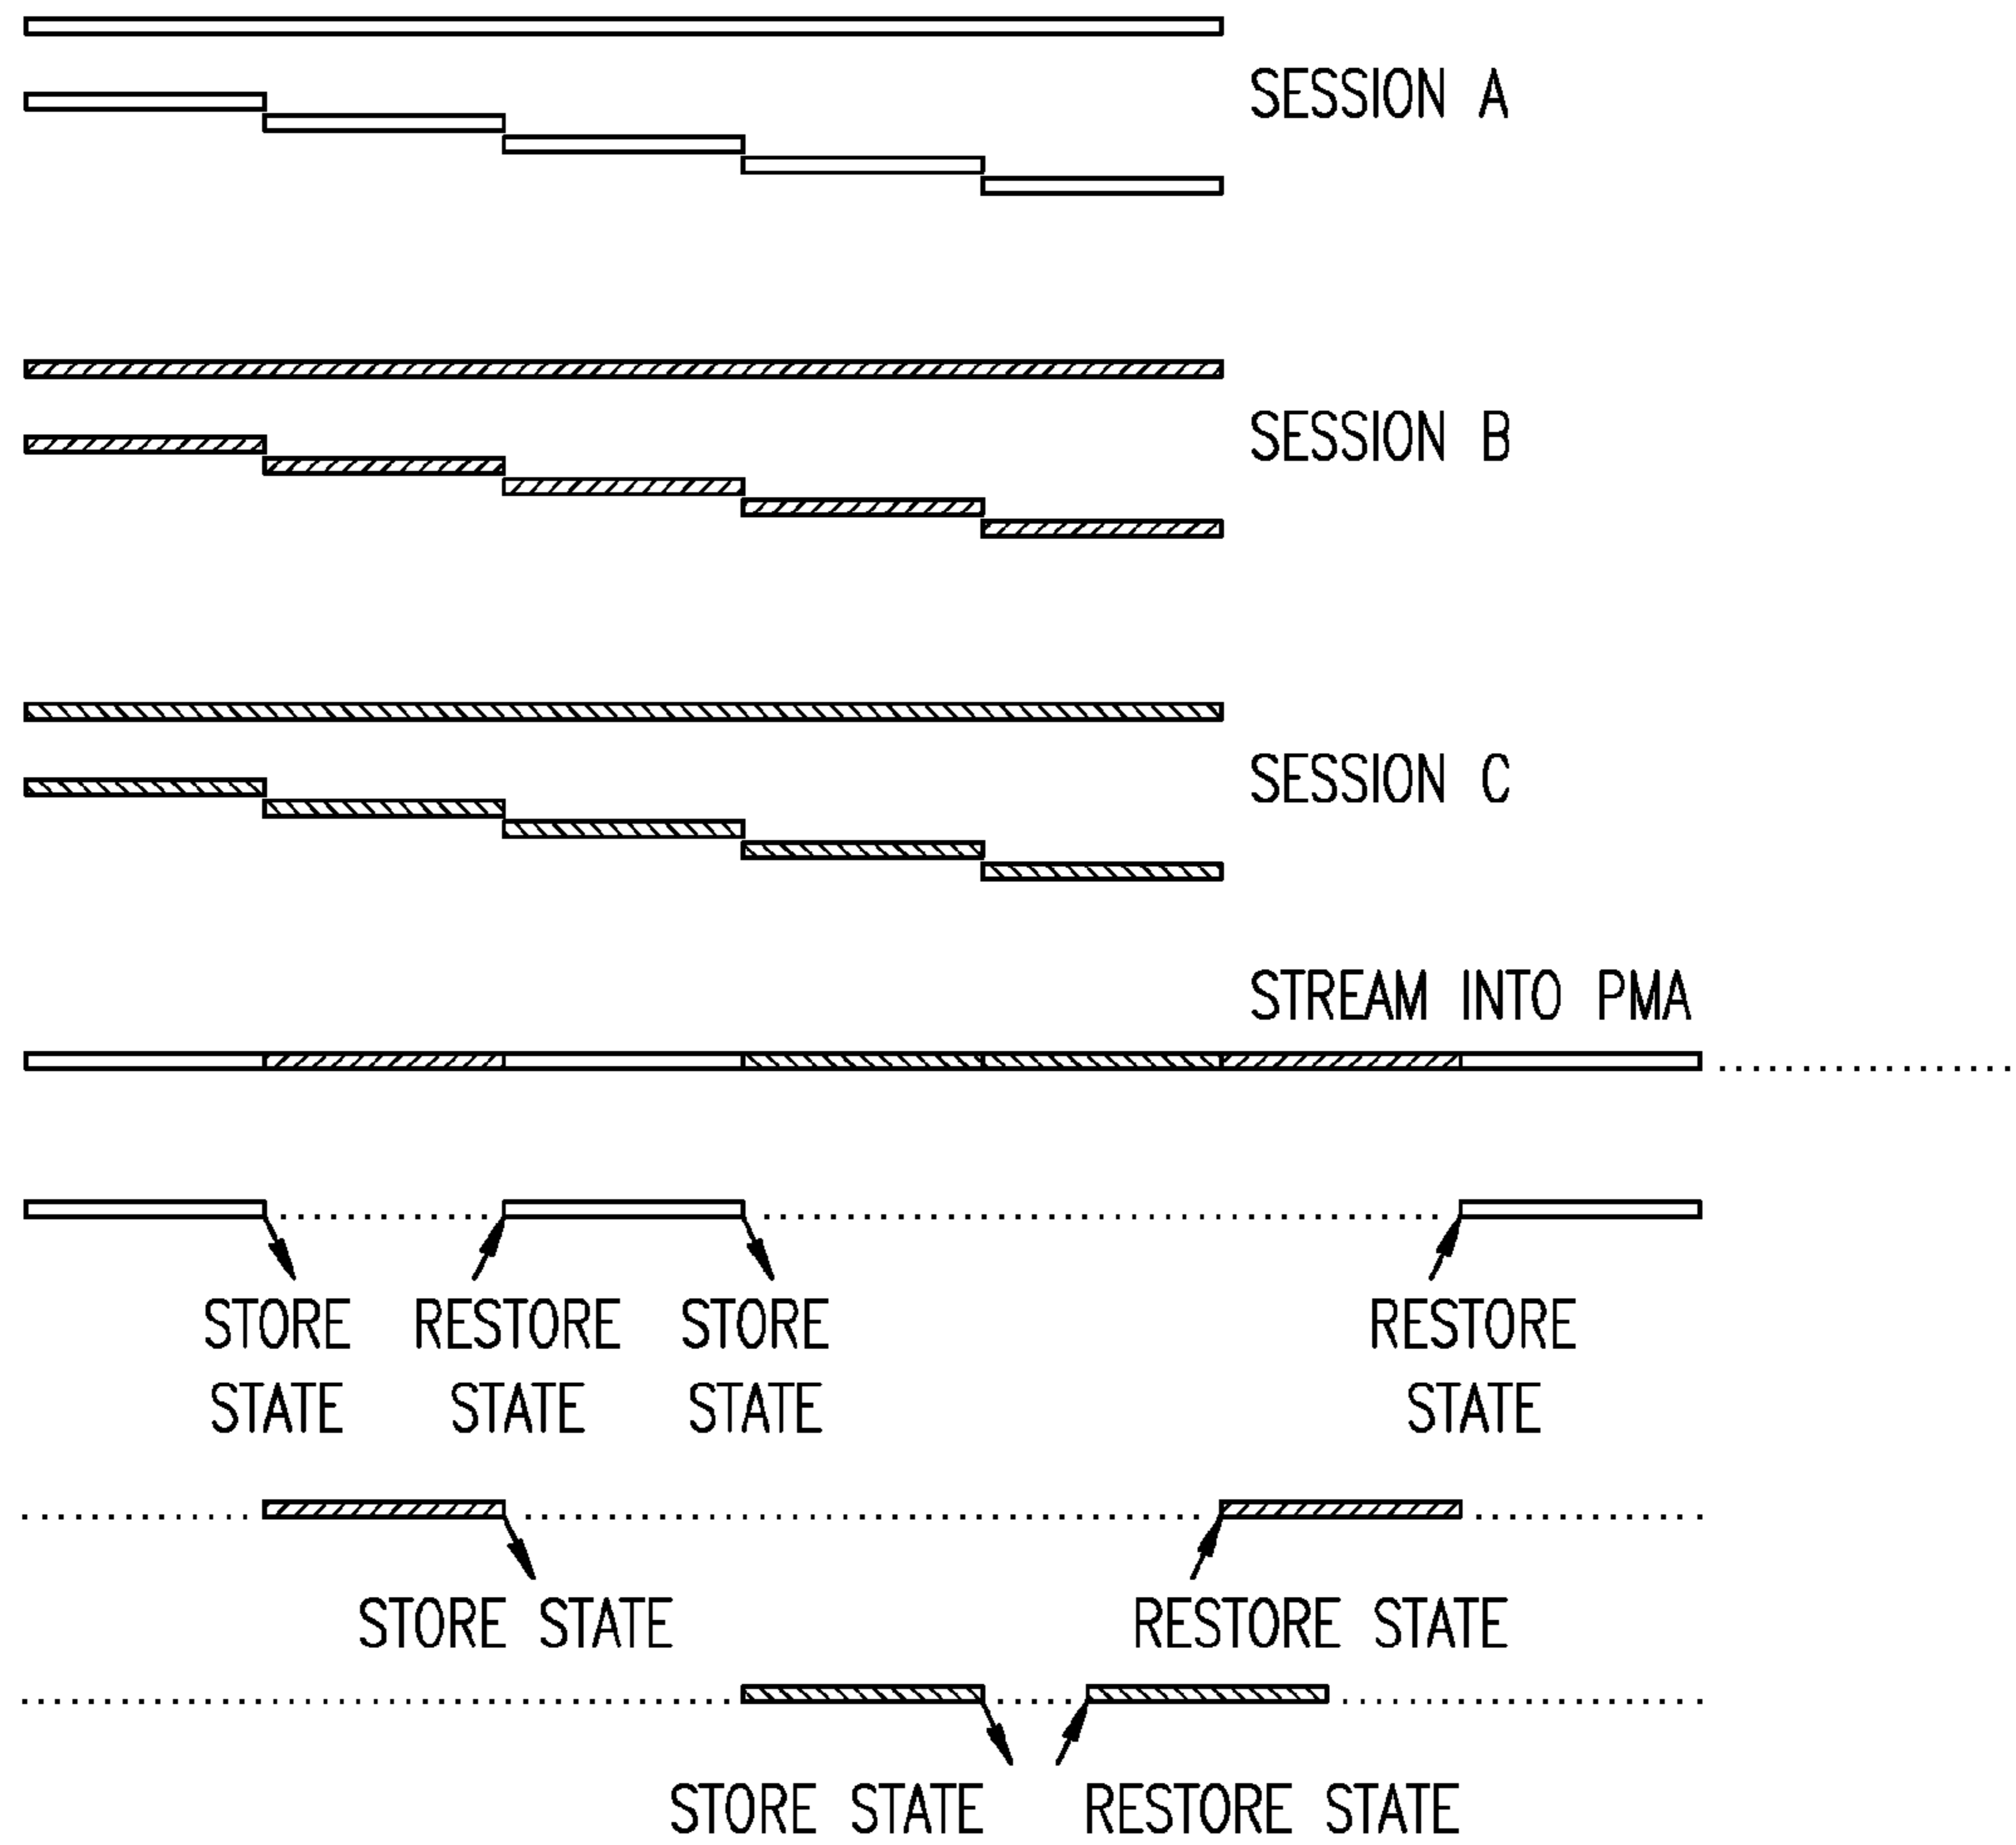 SESSION A
SESSION B
SESSION C
STREAM INTO PMA
STORE RESTORE STORE RESTORE
STATE STATE STATE STATE
STORE STATE RESTORE STATE
STORE STATE RESTORE STATE